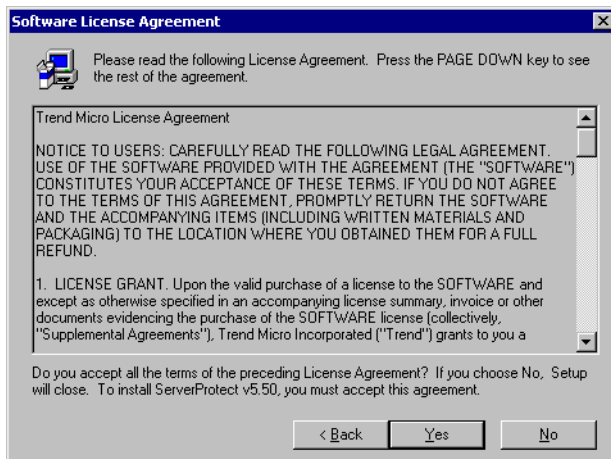 Software License Agreement
Please read the following License Agreement. Press the PAGE DOWN key to see
the rest of the agreement.
Trend Micro License Agreement
NOTICE TO USERS: CAREFULLY READ THE FOLLOWING LEGAL AGREEMENT.
USE OF THE SOFTWARE PROVIDED WITH THE AGREEMENT (THE "SOFTWARE")
CONSTITUTES YOUR ACCEPTANCE OF THESE TERMS. IF YOU DO NOT AGREE
TO THE TERMS OF THIS AGREEMENT, PROMPTLY RETURN THE SOFTWARE
AND THE ACCOMPANYING ITEMS (INCLUDING WRITTEN MATERIALS AND
PACKAGING) TO THE LOCATION WHERE YOU OBTAINED THEM FOR A FULL
REFUND.
1. LICENSE GRANT. Upon the valid purchase of a license to the SOFTWARE and
except as otherwise specified in an accompanying license summary, invoice or other
documents evidencing the purchase of the SOFTWARE license (collectively,
"Supplemental Agreements"), Trend Micro Incorporated ("Trend") grants to you a
Do you accept all the terms of the preceding License Agreement? If you choose No, Setup
will close. To install ServerProtect v5.50, you must accept this agreement.
< Back
Yes
No